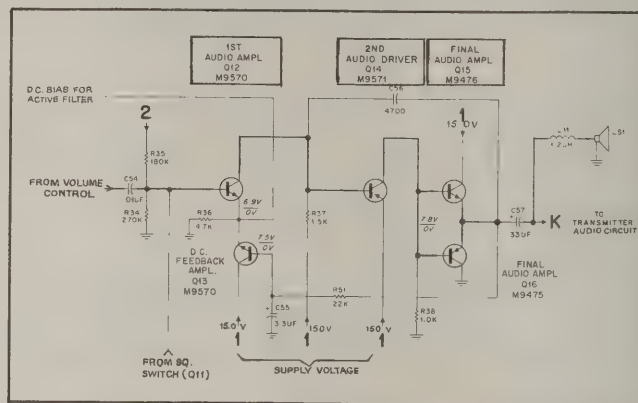 1ST
AUDIO AMPL
Q12
M9570
2ND
AUDIO DRIVER
Q14
M9571
FINAL
AUDIO AMPL
Q15
M9476
D.C. BIAS FOR
ACTIVE FILTER
C56
4700
2
1
15.0V
R35
180K
C54
.01UF
FROM VOLUME
CONTROL
R34
270K
R36
4.7K
6.9V
0V
R37
1.5K
7.8V
0V
C57
33UF
K
TO
TRANSMITTER
AUDIO CIRCUIT
D.C.
FEEDBACK
AMPL.
Q13
M9570
7.5V
0V
R51
22K
FINAL
AUDIO AMPL
Q16
M9475
C55
3.3UF
R38
1.0K
15.0V
1
15.0V
1
15.0V
1
FROM SQ.
SWITCH (Q11)
SUPPLY VOLTAGE